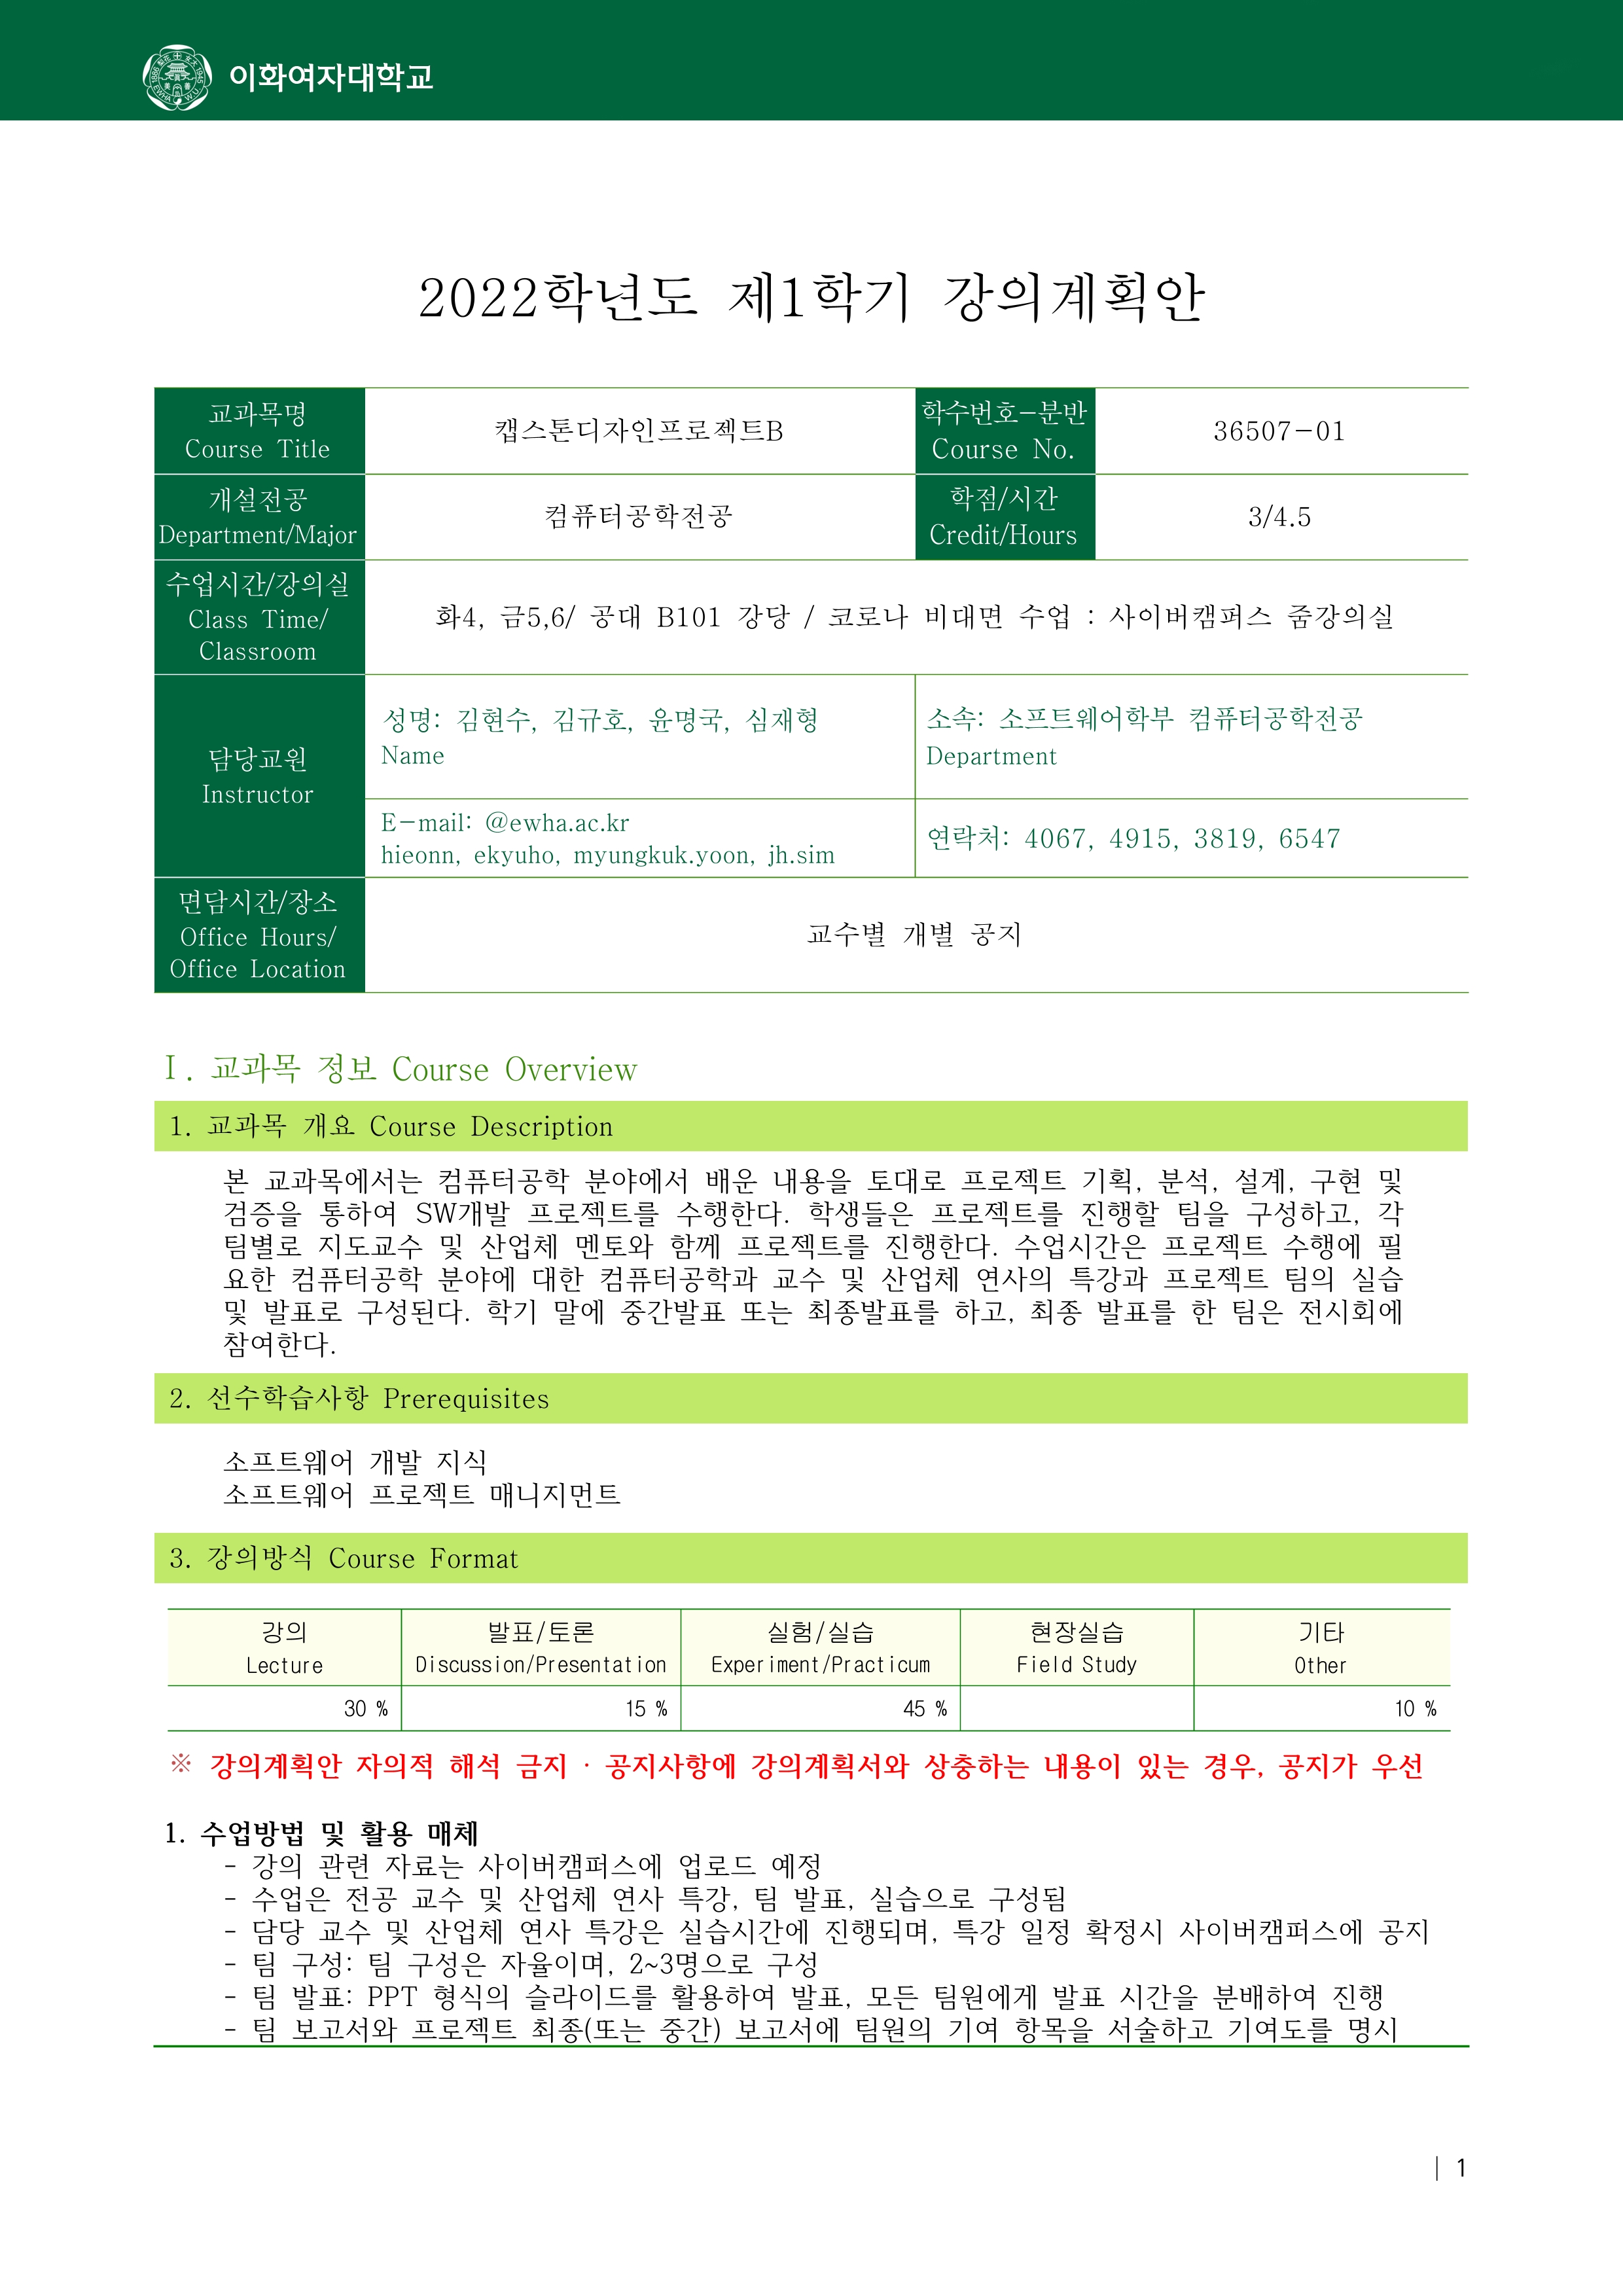 이화여자대학교
2022학년도 제1학기 강의계획안
교과목명
Course Title
캡스톤디자인프로젝트B
학수번호-분반
Course No.
36507-01
개설전공
Department/Major
컴퓨터공학전공
학점/시간
Credit/Hours
3/4.5
수업시간/강의실
Class Time/
Classroom
화4, 금5,6/ 공대 B101 강당 / 코로나 비대면 수업 : 사이버캠퍼스 줌강의실
담당교원
Instructor
성명: 김현수, 김규호, 윤명국, 심재형
Name
소속: 소프트웨어학부 컴퓨터공학전공
Department
E-mail: @ewha.ac.kr
hieonn, ekyuho, myungkuk.yoon, jh.sim
연락처: 4067, 4915, 3819, 6547
면담시간/장소
Office Hours/
Office Location
교수별 개별 공지
Ⅰ. 교과목 정보 Course Overview
1. 교과목 개요 Course Description
본 교과목에서는 컴퓨터공학 분야에서 배운 내용을 토대로 프로젝트 기획, 분석, 설계, 구현 및
검증을 통하여 SW개발 프로젝트를 수행한다. 학생들은 프로젝트를 진행할 팀을 구성하고, 각
팀별로 지도교수 및 산업체 멘토와 함께 프로젝트를 진행한다. 수업시간은 프로젝트 수행에 필
요한 컴퓨터공학 분야에 대한 컴퓨터공학과 교수 및 산업체 연사의 특강과 프로젝트 팀의 실습
및 발표로 구성된다. 학기 말에 중간발표 또는 최종발표를 하고, 최종 발표를 한 팀은 전시회에
참여한다.
2. 선수학습사항 Prerequisites
소프트웨어 개발 지식
소프트웨어 프로젝트 매니지먼트
3. 강의방식 Course Format
강의
Lecture
발표/토론
Discussion/Presentation
실험/실습
Experiment/Practicum
현장실습
Field Study
기타
Other
30 %
15 %
45 %
10 %
※ 강의계획안 자의적 해석 금지 · 공지사항에 강의계획서와 상충하는 내용이 있는 경우, 공지가 우선
1. 수업방법 및 활용 매체
- 강의 관련 자료는 사이버캠퍼스에 업로드 예정
- 수업은 전공 교수 및 산업체 연사 특강, 팀 발표, 실습으로 구성됨
- 담당 교수 및 산업체 연사 특강은 실습시간에 진행되며, 특강 일정 확정시 사이버캠퍼스에 공지
- 팀 구성: 팀 구성은 자율이며, 2~3명으로 구성
- 팀 발표: PPT 형식의 슬라이드를 활용하여 발표, 모든 팀원에게 발표 시간을 분배하여 진행
- 팀 보고서와 프로젝트 최종(또는 중간) 보고서에 팀원의 기여 항목을 서술하고 기여도를 명시
| 1